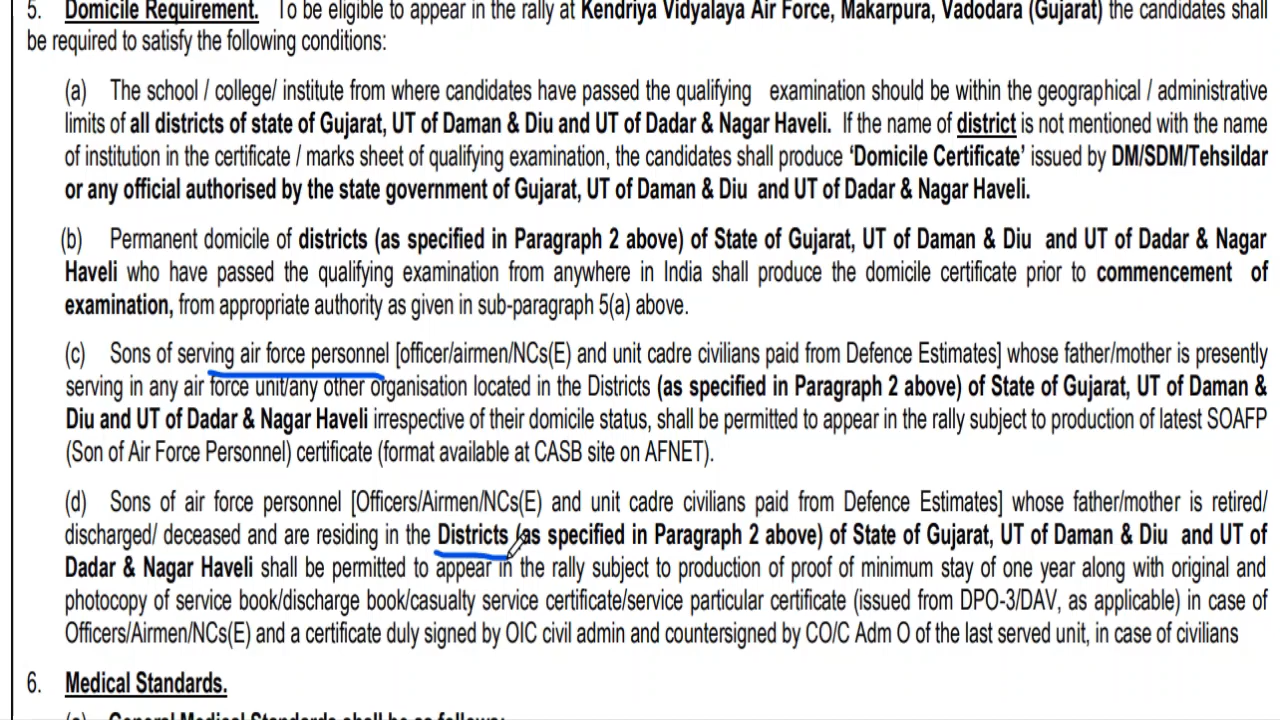 5. Domicile Requirement. To be eligible to appear in the rally at Kendriya Vidyalaya Air Force, Makarpura, Vadodara (Gujarat) the candidates shall
be required to satisfy the following conditions:
(a) The school / college/ institute from where candidates have passed the qualifying examination should be within the geographical / administrative
limits of all districts of state of Gujarat, UT of Daman & Diu and UT of Dadar & Nagar Haveli. If the name of district is not mentioned with the name
of institution in the certificate / marks sheet of qualifying examination, the candidates shall produce ‘Domicile Certificate’ issued by DM/SDM/Tehsildar
or any official authorised by the state government of Gujarat, UT of Daman & Diu and UT of Dadar & Nagar Haveli.
(b) Permanent domicile of districts (as specified in Paragraph 2 above) of State of Gujarat, UT of Daman & Diu and UT of Dadar & Nagar
Haveli who have passed the qualifying examination from anywhere in India shall produce the domicile certificate prior to commencement of
examination, from appropriate authority as given in sub-paragraph 5(a) above.
(c) Sons of serving air force personnel [officer/airmen/NCs(E) and unit cadre civilians paid from Defence Estimates] whose father/mother is presently
serving in any air force unit/any other organisation located in the Districts (as specified in Paragraph 2 above) of State of Gujarat, UT of Daman &
Diu and UT of Dadar & Nagar Haveli irrespective of their domicile status, shall be permitted to appear in the rally subject to production of latest SOAFP
(Son of Air Force Personnel) certificate (format available at CASB site on AFNET).
(d) Sons of air force personnel [Officers/Airmen/NCs(E) and unit cadre civilians paid from Defence Estimates] whose father/mother is retired/
discharged/ deceased and are residing in the Districts (as specified in Paragraph 2 above) of State of Gujarat, UT of Daman & Diu and UT of
Dadar & Nagar Haveli shall be permitted to appear in the rally subject to production of proof of minimum stay of one year along with original and
photocopy of service book/discharge book/casualty service certificate/service particular certificate (issued from DPO-3/DAV, as applicable) in case of
Officers/Airmen/NCs(E) and a certificate duly signed by OIC civil admin and countersigned by CO/C Adm O of the last served unit, in case of civilians
6. Medical Standards.
(a) General Medical Standards shall be as follows: